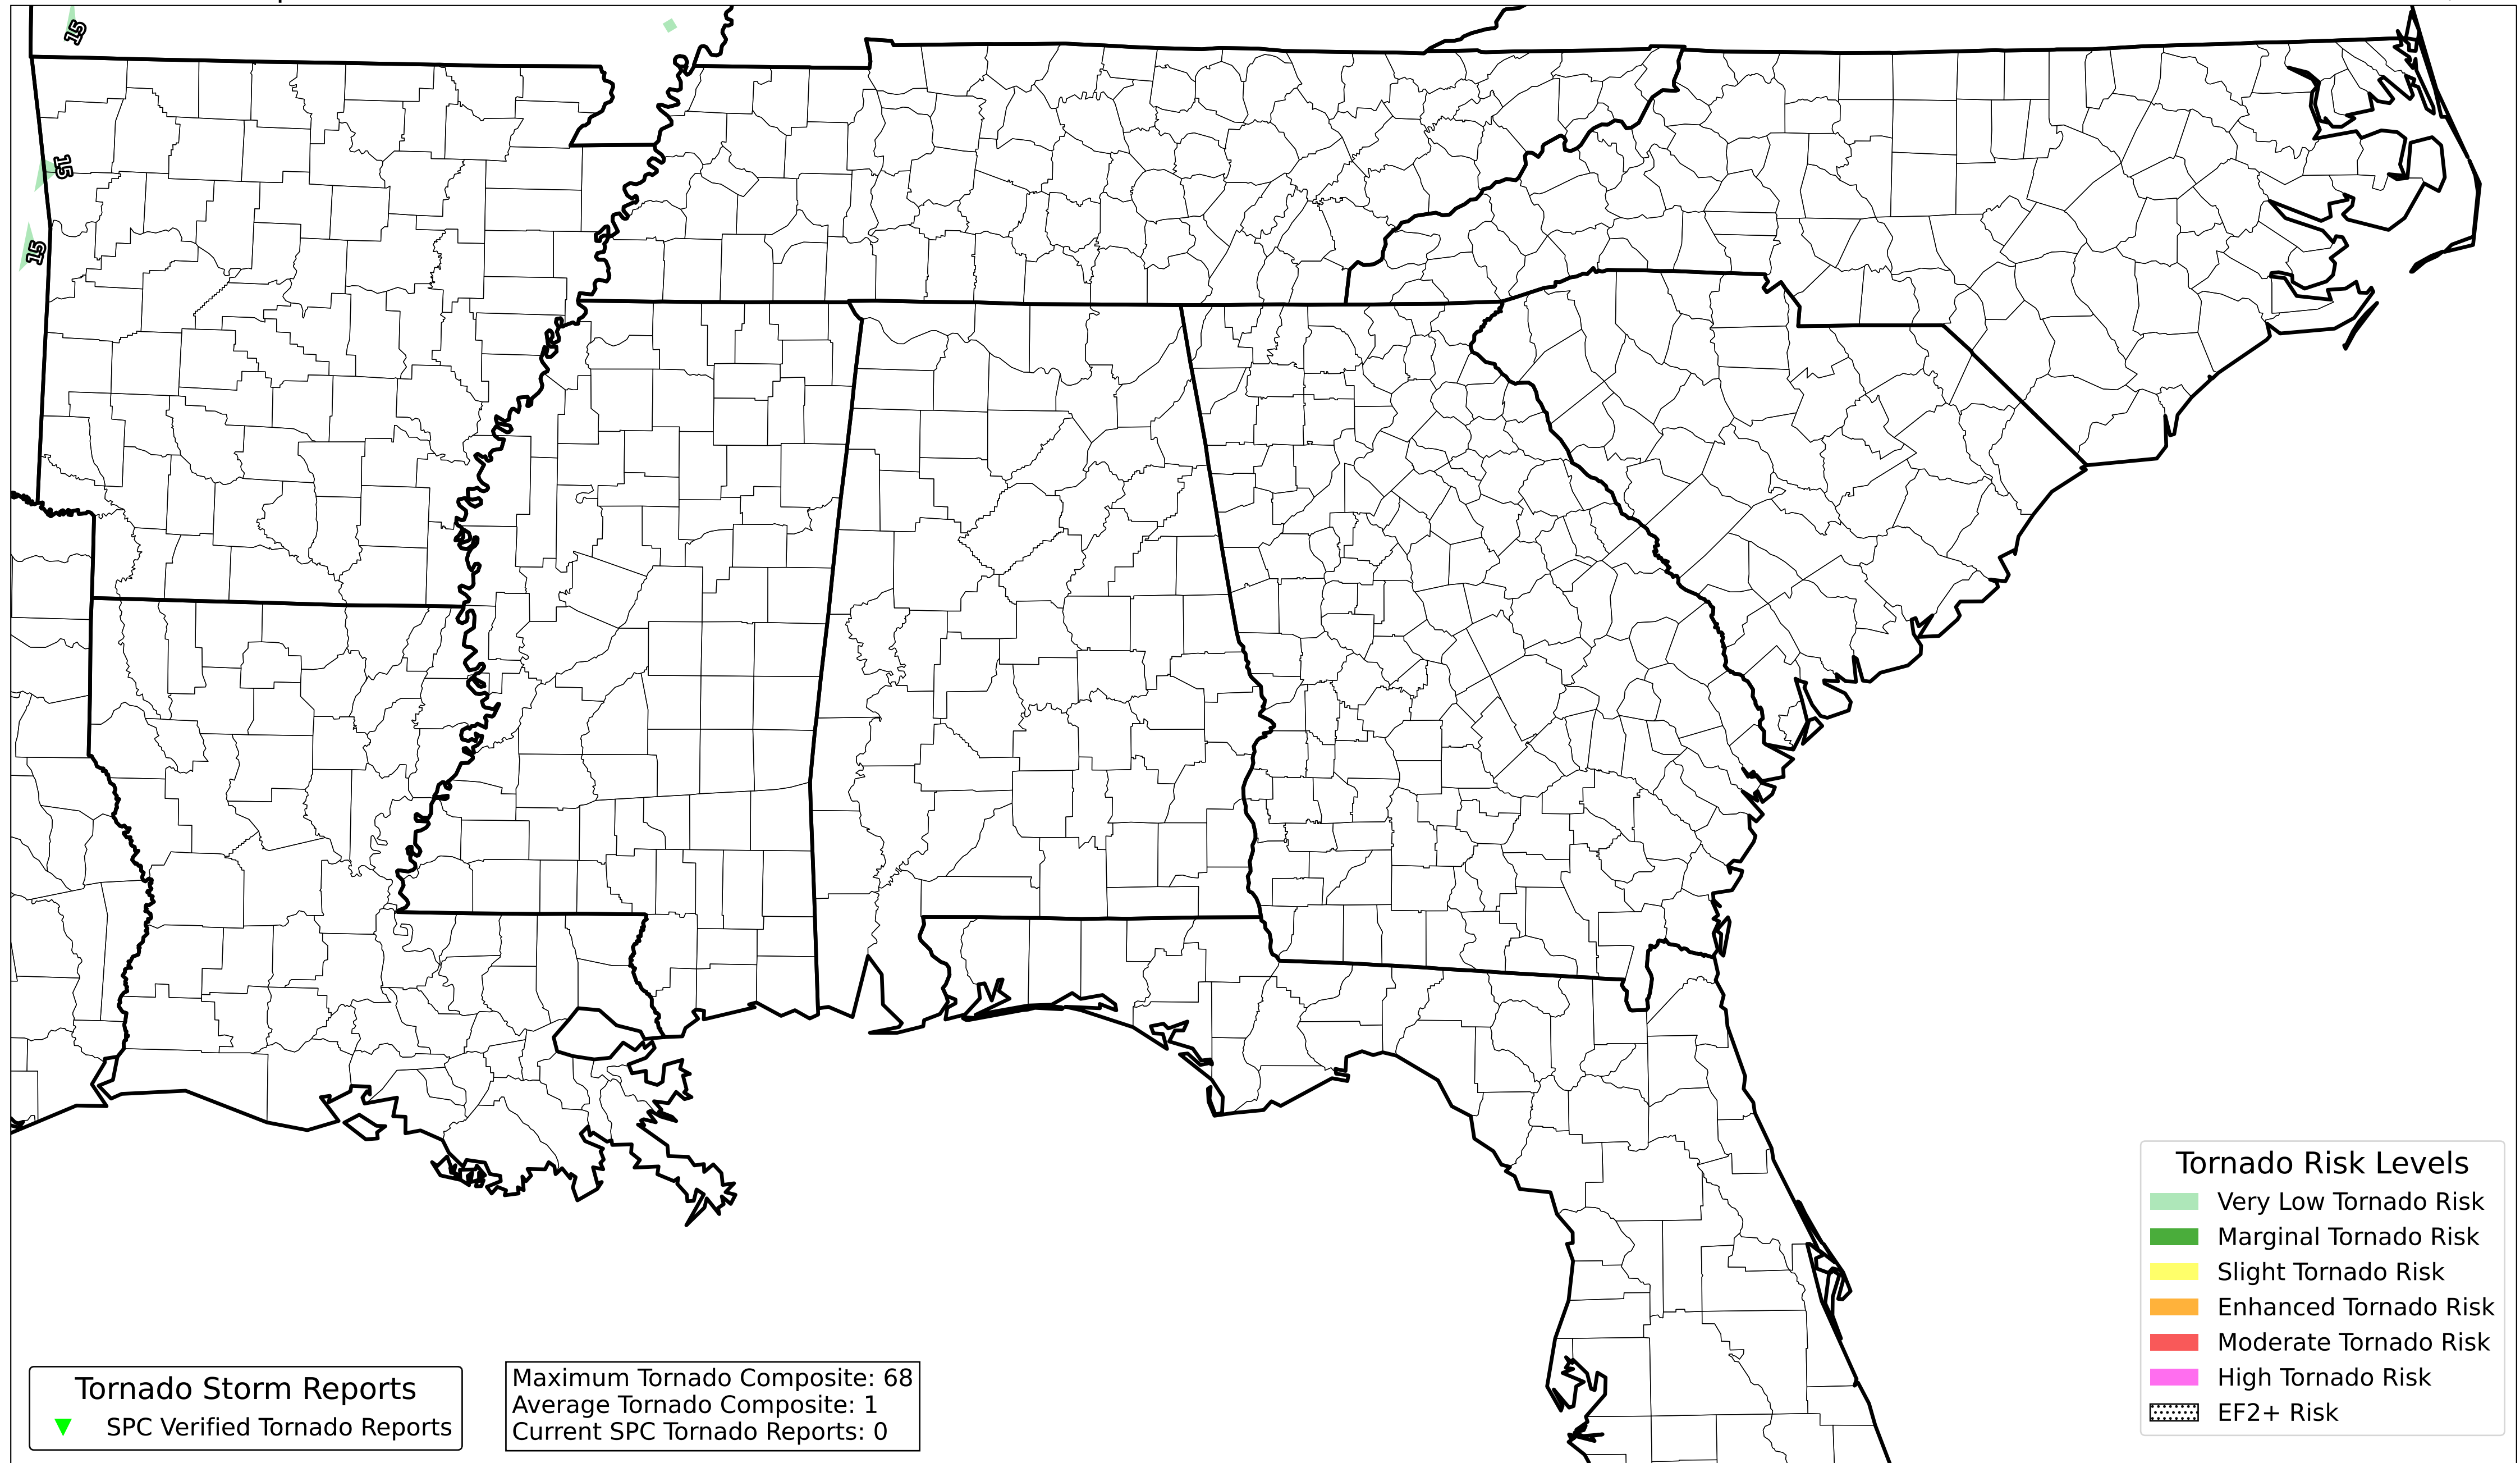 15
15
15
Tornado Risk Levels
Very Low Tornado Risk
Marginal Tornado Risk
Slight Tornado Risk
Enhanced Tornado Risk
Moderate Tornado Risk
High Tornado Risk
EF2+ Risk
Tornado Storm Reports
SPC Verified Tornado Reports
Maximum Tornado Composite: 68
Average Tornado Composite: 1
Current SPC Tornado Reports: 0